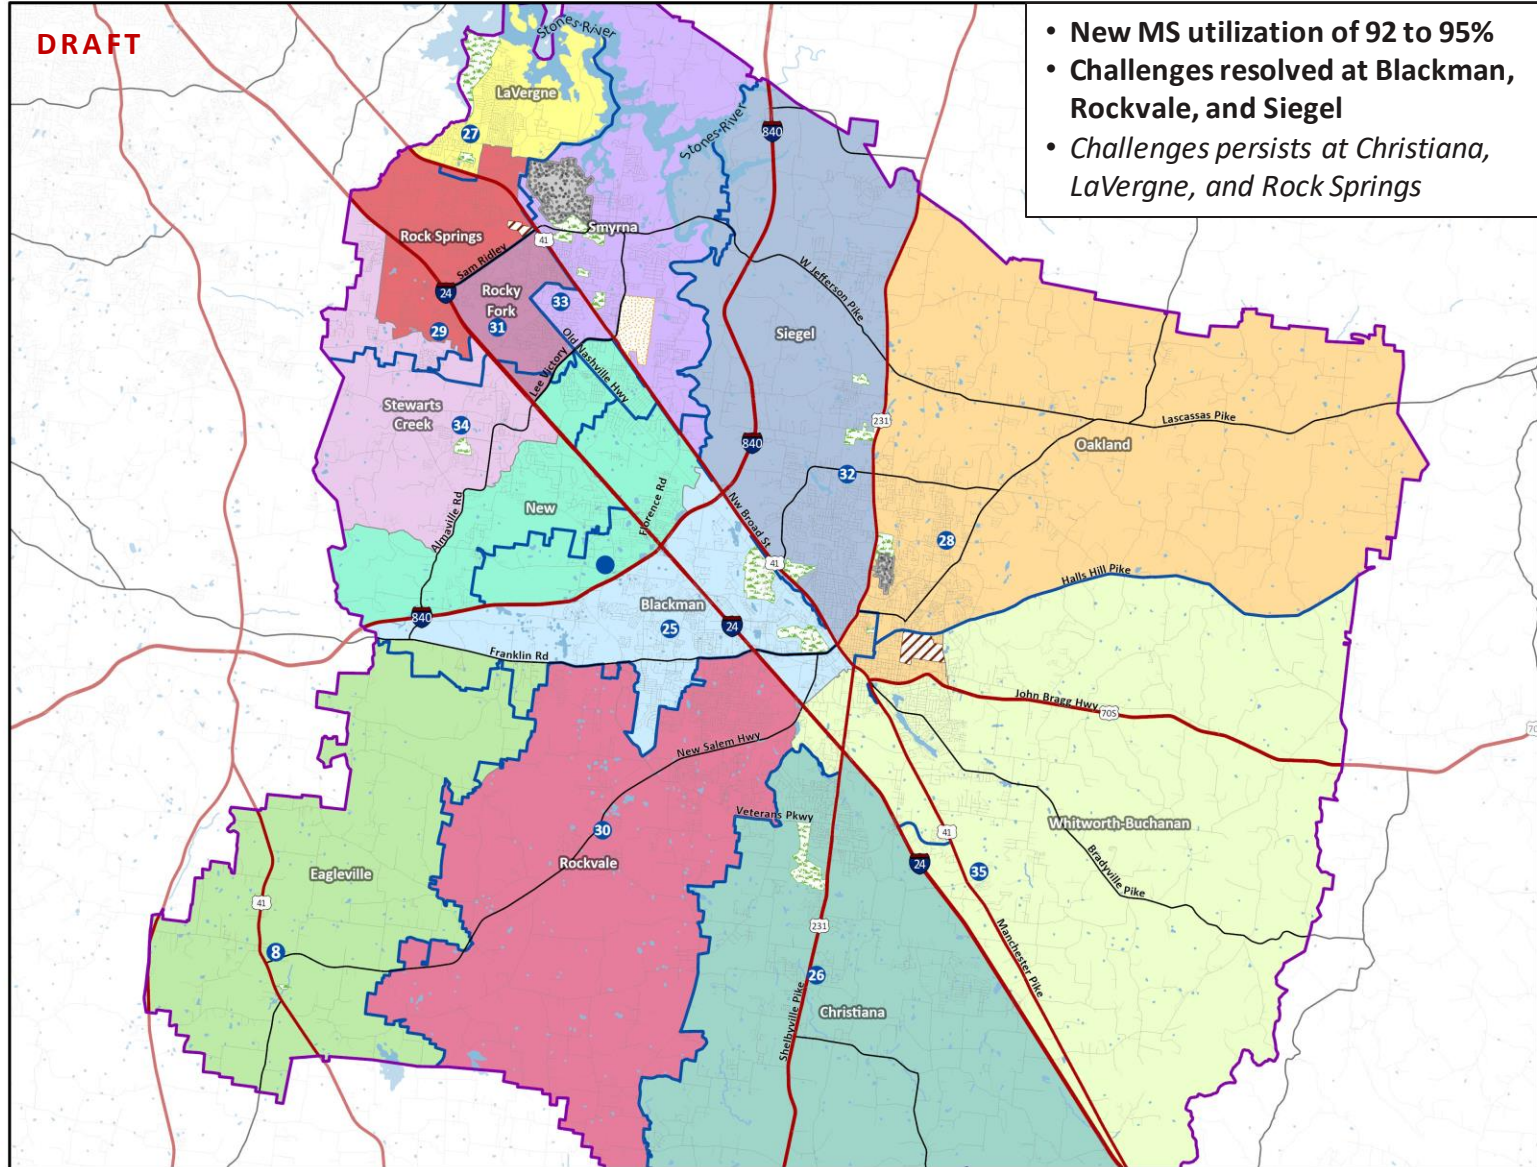 DRAFT
• New MS utilization of 92 to 95%
• Challenges resolved at Blackman,
Rockvale, and Siegel
• Challenges persists at Christiana,
LaVergne, and Rock Springs
Stones River
LaVergne
27
840
Stones River
Rock Springs
Smyrna
41
Sam Ridley
24
Rocky
Fork
33
31
29
W Jefferson Pike
Siegel
Old Nashville Hwy
Lee Victory
Stewarts
Creek
34
231
Lascassas Pike
Oakland
840
32
New
Almaville Rd
Florence Rd
Nw Broad St
28
41
Halls Hill Pike
Blackman
25
24
840
Franklin Rd
John Bragg Hwy
70S
70
New Salem Hwy
Veterans Pkwy
30
Rockvale
41
Whitworth-Buchanan
24
35
Bradyville Pike
Eagleville
41
8
231
Manchester Pike
26
Christiana
Shelbyville Pike